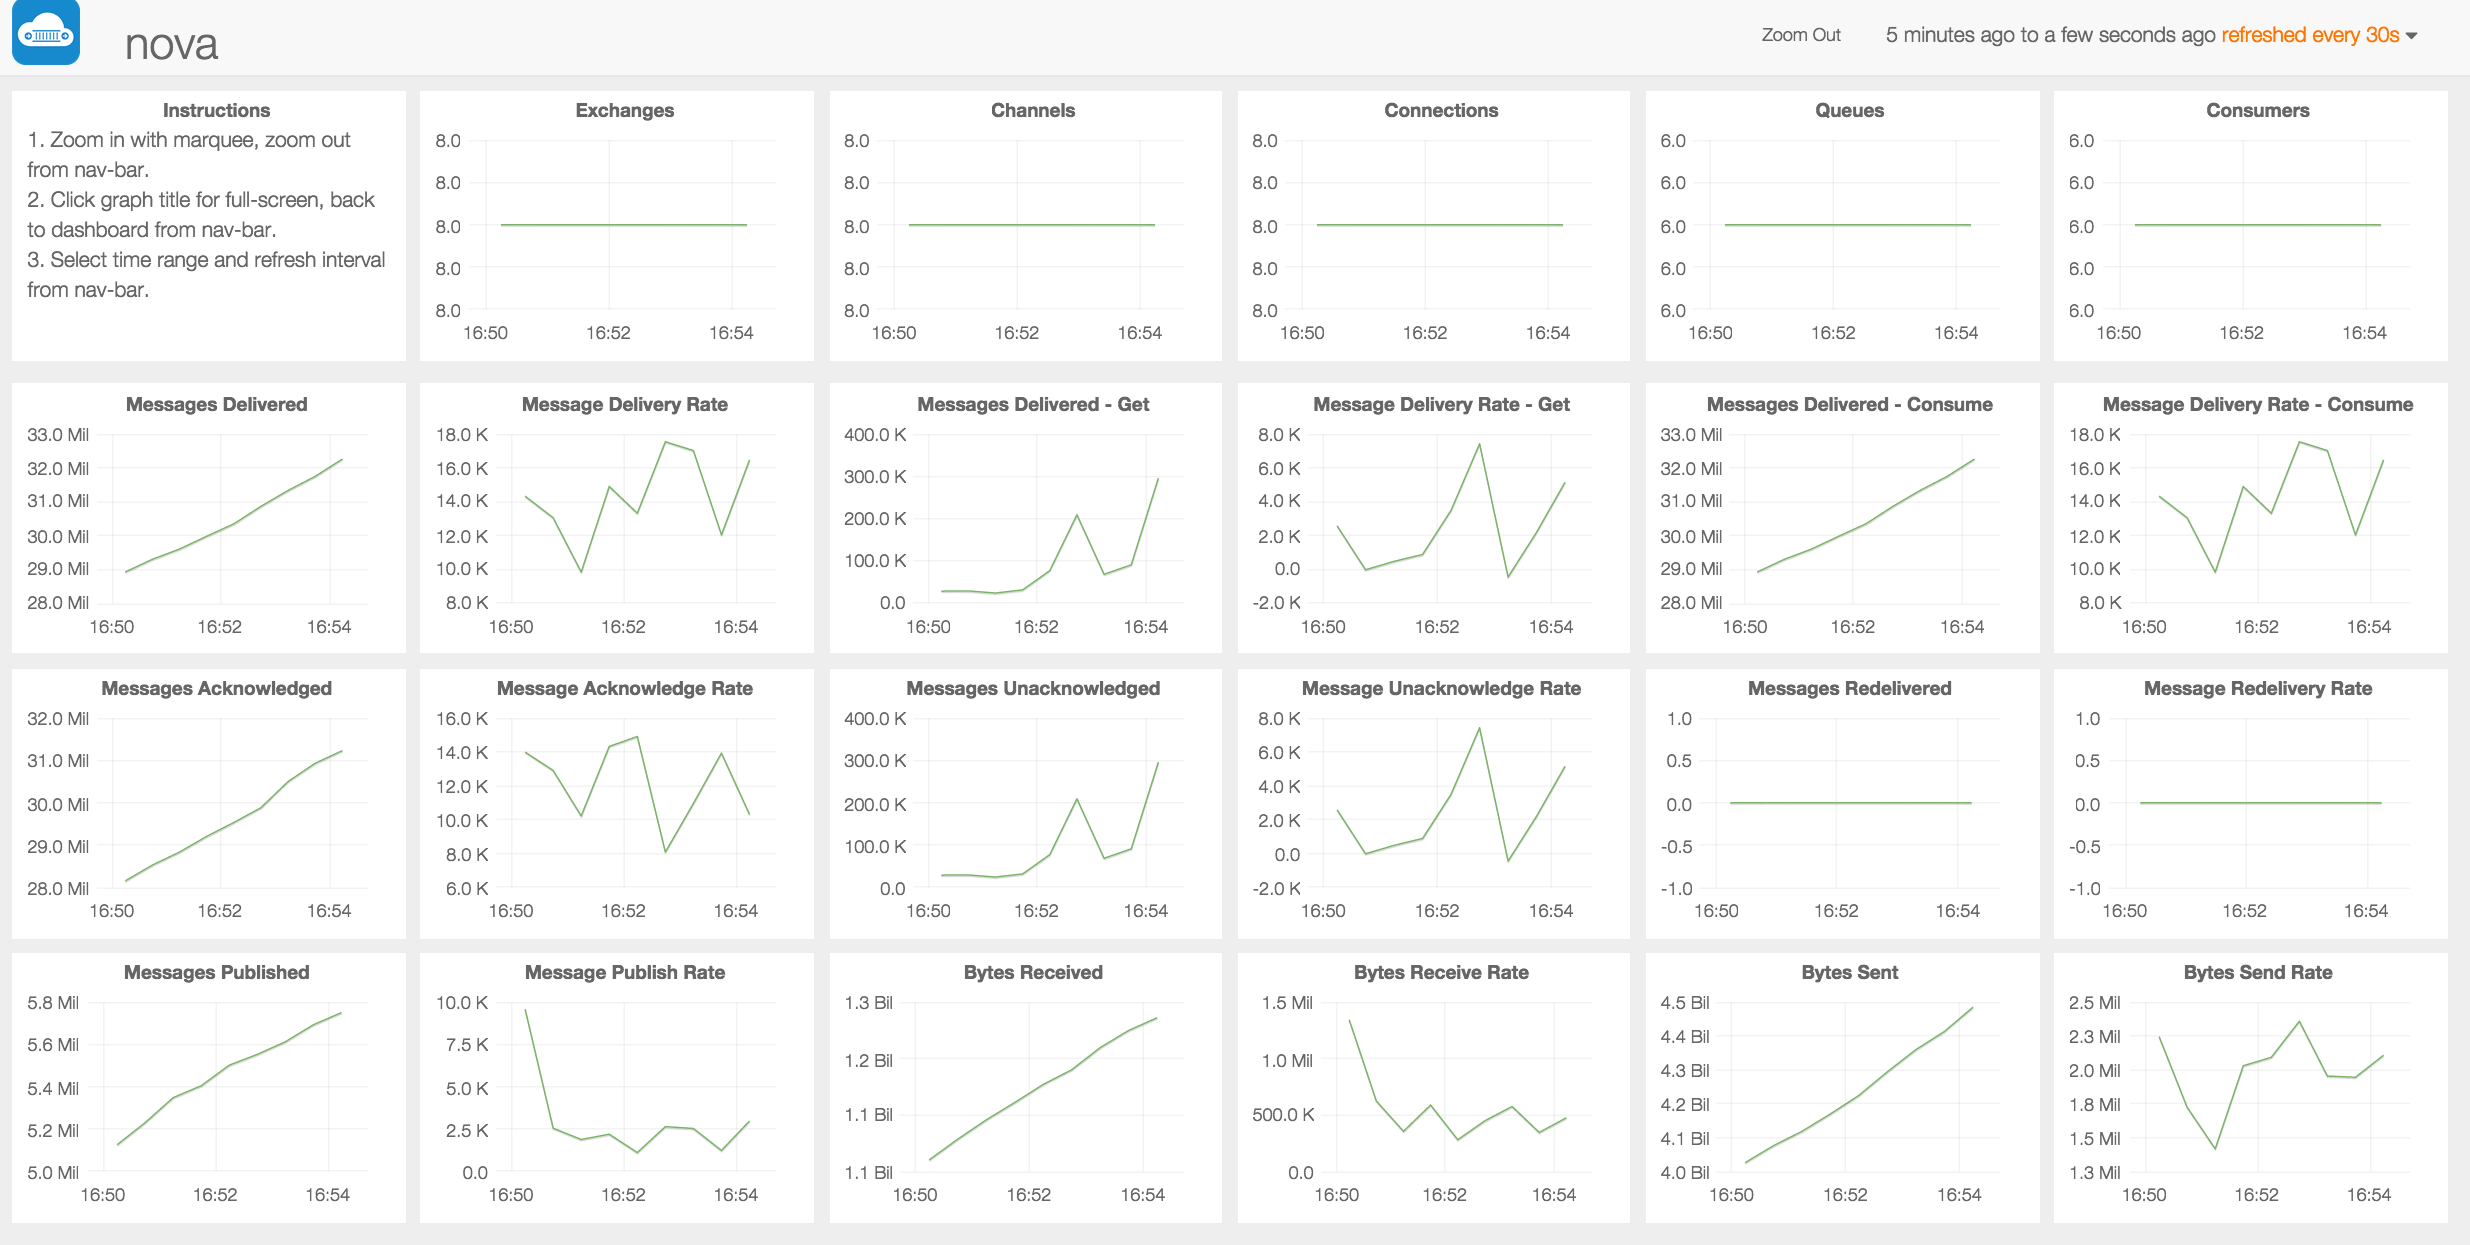 nova
Zoom Out
5 minutes ago to a few seconds ago refreshed every 30s
Instructions
1. Zoom in with marquee, zoom out
from nav-bar.
2. Click graph title for full-screen, back
to dashboard from nav-bar.
3. Select time range and refresh interval
from nav-bar.
Exchanges
8.0
8.0
8.0
8.0
8.0
16:50 16:52 16:54
Channels
8.0
8.0
8.0
8.0
8.0
16:50 16:52 16:54
Connections
8.0
8.0
8.0
8.0
8.0
16:50 16:52 16:54
Queues
6.0
6.0
6.0
6.0
6.0
16:50 16:52 16:54
Consumers
6.0
6.0
6.0
6.0
6.0
16:50 16:52 16:54
Messages Delivered
33.0 Mil
32.0 Mil
31.0 Mil
30.0 Mil
29.0 Mil
28.0 Mil
16:50 16:52 16:54
Message Delivery Rate
18.0 K
16.0 K
14.0 K
12.0 K
10.0 K
8.0 K
16:50 16:52 16:54
Messages Delivered - Get
400.0 K
300.0 K
200.0 K
100.0 K
0.0
16:50 16:52 16:54
Message Delivery Rate - Get
8.0 K
6.0 K
4.0 K
2.0 K
0.0
-2.0 K
16:50 16:52 16:54
Messages Delivered - Consume
33.0 Mil
32.0 Mil
31.0 Mil
30.0 Mil
29.0 Mil
28.0 Mil
16:50 16:52 16:54
Message Delivery Rate - Consume
18.0 K
16.0 K
14.0 K
12.0 K
10.0 K
8.0 K
16:50 16:52 16:54
Messages Acknowledged
32.0 Mil
31.0 Mil
30.0 Mil
29.0 Mil
28.0 Mil
16:50 16:52 16:54
Message Acknowledge Rate
16.0 K
14.0 K
12.0 K
10.0 K
8.0 K
6.0 K
16:50 16:52 16:54
Messages Unacknowledged
400.0 K
300.0 K
200.0 K
100.0 K
0.0
16:50 16:52 16:54
Message Unacknowledge Rate
8.0 K
6.0 K
4.0 K
2.0 K
0.0
-2.0 K
16:50 16:52 16:54
Messages Redelivered
1.0
0.5
0.0
-0.5
-1.0
16:50 16:52 16:54
Message Redelivery Rate
1.0
0.5
0.0
-0.5
-1.0
16:50 16:52 16:54
Messages Published
5.8 Mil
5.6 Mil
5.4 Mil
5.2 Mil
5.0 Mil
16:50 16:52 16:54
Message Publish Rate
10.0 K
7.5 K
5.0 K
2.5 K
0.0
16:50 16:52 16:54
Bytes Received
1.3 Bil
1.2 Bil
1.1 Bil
1.1 Bil
16:50 16:52 16:54
Bytes Receive Rate
1.5 Mil
1.0 Mil
500.0 K
0.0
16:50 16:52 16:54
Bytes Sent
4.5 Bil
4.4 Bil
4.3 Bil
4.2 Bil
4.1 Bil
4.0 Bil
16:50 16:52 16:54
Bytes Send Rate
2.5 Mil
2.3 Mil
2.0 Mil
1.8 Mil
1.5 Mil
1.3 Mil
16:50 16:52 16:54